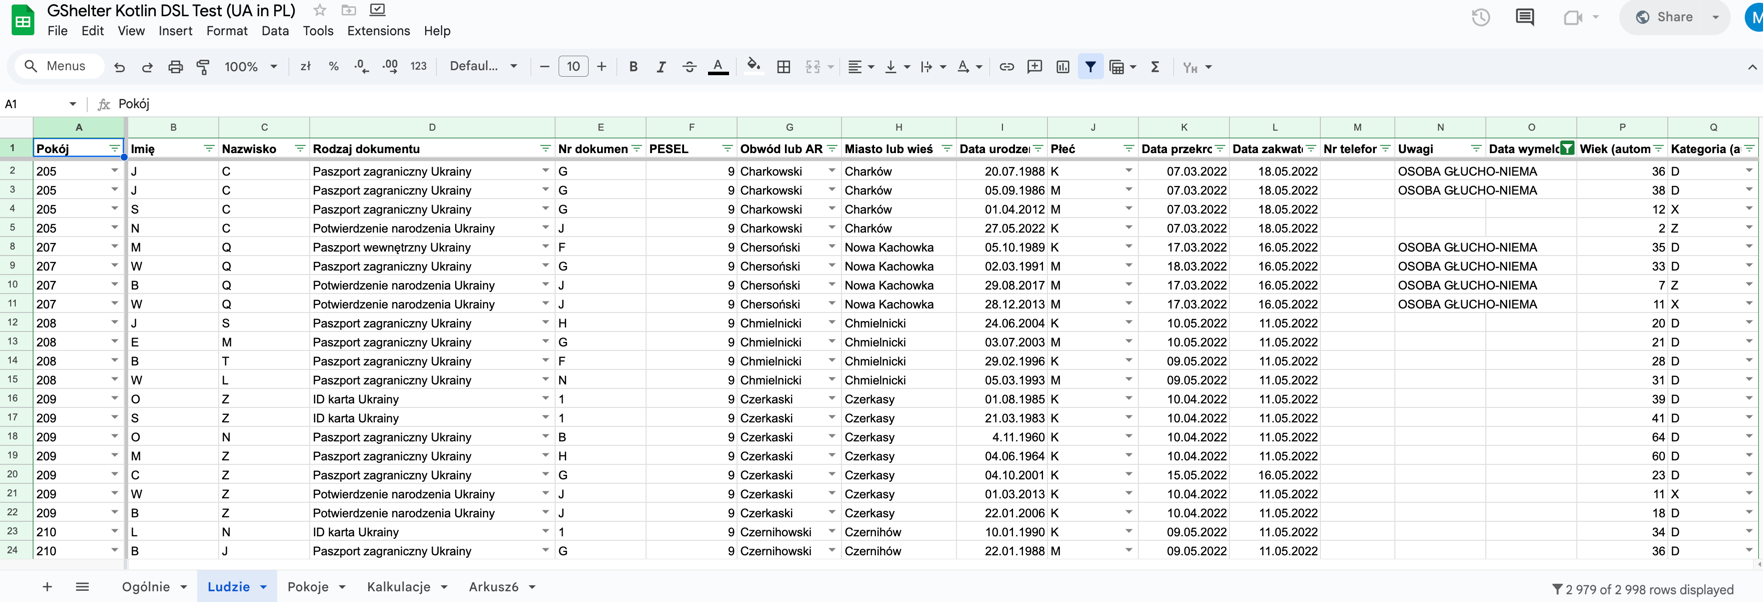 GShelter Kotlin DSL Test (UA in PL)
File Edit View Insert Format Data Tools Extensions Help
Share
Menus 100% zł % .0 .00 123 Defaul... − 10 + B I A Σ
A1 fx Pokój
A B C D E F G H I J K L M N O P Q
1 Pokój Imię Nazwisko Rodzaj dokumentu Nr dokumen PESEL Obwód lub AR Miasto lub wieś Data urodze Płeć Data przekro Data zakwate Nr telefor Uwagi Data wymeld Wiek (autom Kategoria (a
2 205 J C Paszport zagraniczny Ukrainy G 9 Charkowski Charków 20.07.1988 K 07.03.2022 18.05.2022 OSOBA GŁUCHO-NIEMA 36 D
3 205 J C Paszport zagraniczny Ukrainy G 9 Charkowski Charków 05.09.1986 M 07.03.2022 18.05.2022 OSOBA GŁUCHO-NIEMA 38 D
4 205 S C Paszport zagraniczny Ukrainy G 9 Charkowski Charków 01.04.2012 M 07.03.2022 18.05.2022 12 X
5 205 N C Potwierdzenie narodzenia Ukrainy J 9 Charkowski Charków 27.05.2022 K 07.03.2022 18.05.2022 2 Z
8 207 M Q Paszport wewnętrzny Ukrainy F 9 Chersoński Nowa Kachowka 05.10.1989 K 17.03.2022 16.05.2022 OSOBA GŁUCHO-NIEMA 35 D
9 207 W Q Paszport zagraniczny Ukrainy G 9 Chersoński Nowa Kachowka 02.03.1991 M 18.03.2022 16.05.2022 OSOBA GŁUCHO-NIEMA 33 D
10 207 B Q Potwierdzenie narodzenia Ukrainy J 9 Chersoński Nowa Kachowka 29.08.2017 M 17.03.2022 16.05.2022 OSOBA GŁUCHO-NIEMA 7 Z
11 207 W Q Potwierdzenie narodzenia Ukrainy J 9 Chersoński Nowa Kachowka 28.12.2013 M 17.03.2022 16.05.2022 OSOBA GŁUCHO-NIEMA 11 X
12 208 J S Paszport zagraniczny Ukrainy H 9 Chmielnicki Chmielnicki 24.06.2004 K 10.05.2022 11.05.2022 20 D
13 208 E M Paszport zagraniczny Ukrainy G 9 Chmielnicki Chmielnicki 03.07.2003 M 10.05.2022 11.05.2022 21 D
14 208 B T Paszport zagraniczny Ukrainy F 9 Chmielnicki Chmielnicki 29.02.1996 K 09.05.2022 11.05.2022 28 D
15 208 W L Paszport zagraniczny Ukrainy N 9 Chmielnicki Chmielnicki 05.03.1993 M 09.05.2022 11.05.2022 31 D
16 209 O Z ID karta Ukrainy 1 9 Czerkaski Czerkasy 01.08.1985 K 10.04.2022 11.05.2022 39 D
17 209 S Z ID karta Ukrainy 1 9 Czerkaski Czerkasy 21.03.1983 K 10.04.2022 11.05.2022 41 D
18 209 O N Paszport zagraniczny Ukrainy B 9 Czerkaski Czerkasy 4.11.1960 K 10.04.2022 11.05.2022 64 D
19 209 M Z Paszport zagraniczny Ukrainy H 9 Czerkaski Czerkasy 04.06.1964 K 10.04.2022 11.05.2022 60 D
20 209 C Z Paszport zagraniczny Ukrainy G 9 Czerkaski Czerkasy 04.10.2001 K 15.05.2022 16.05.2022 23 D
21 209 W Z Potwierdzenie narodzenia Ukrainy J 9 Czerkaski Czerkasy 01.03.2013 K 10.04.2022 11.05.2022 11 X
22 209 B Z Potwierdzenie narodzenia Ukrainy J 9 Czerkaski Czerkasy 22.01.2006 K 10.04.2022 11.05.2022 18 D
23 210 L N ID karta Ukrainy 1 9 Czernihowski Czernihów 10.01.1990 K 09.05.2022 11.05.2022 34 D
24 210 B J Paszport zagraniczny Ukrainy G 9 Czernihowski Czernihów 22.01.1988 M 09.05.2022 11.05.2022 36 D
+ Ogólnie Ludzie Pokoje Kalkulacje Arkusz6 2 979 of 2 998 rows displayed